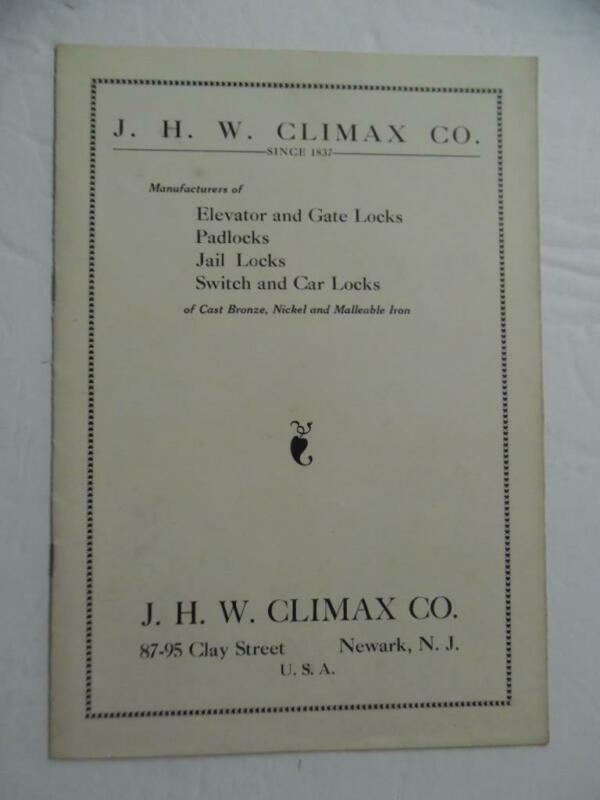 J. H. W. CLIMAX CO.
SINCE 1837
Manufacturers of
Elevator and Gate Locks
Padlocks
Jail Locks
Switch and Car Locks
of Cast Bronze, Nickel and Malleable Iron
J. H. W. CLIMAX CO.
87-95 Clay Street Newark, N. J.
U. S. A.